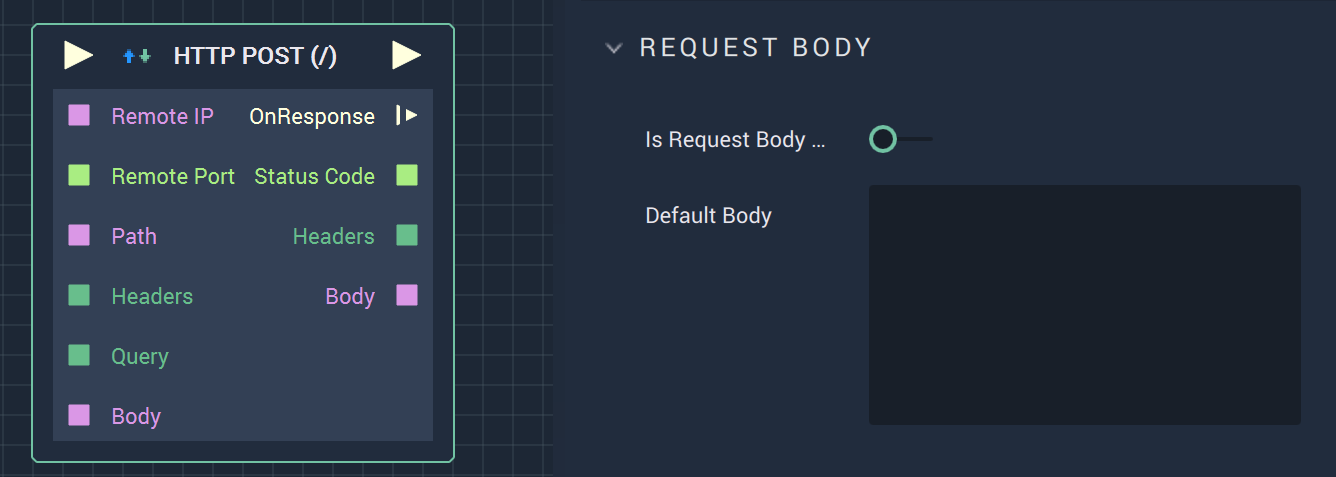 HTTP POST (/)
Remote IP OnResponse
Remote Port Status Code
Path Headers
Headers Body
Query
Body
REQUEST BODY
Is Request Body ...
Default Body